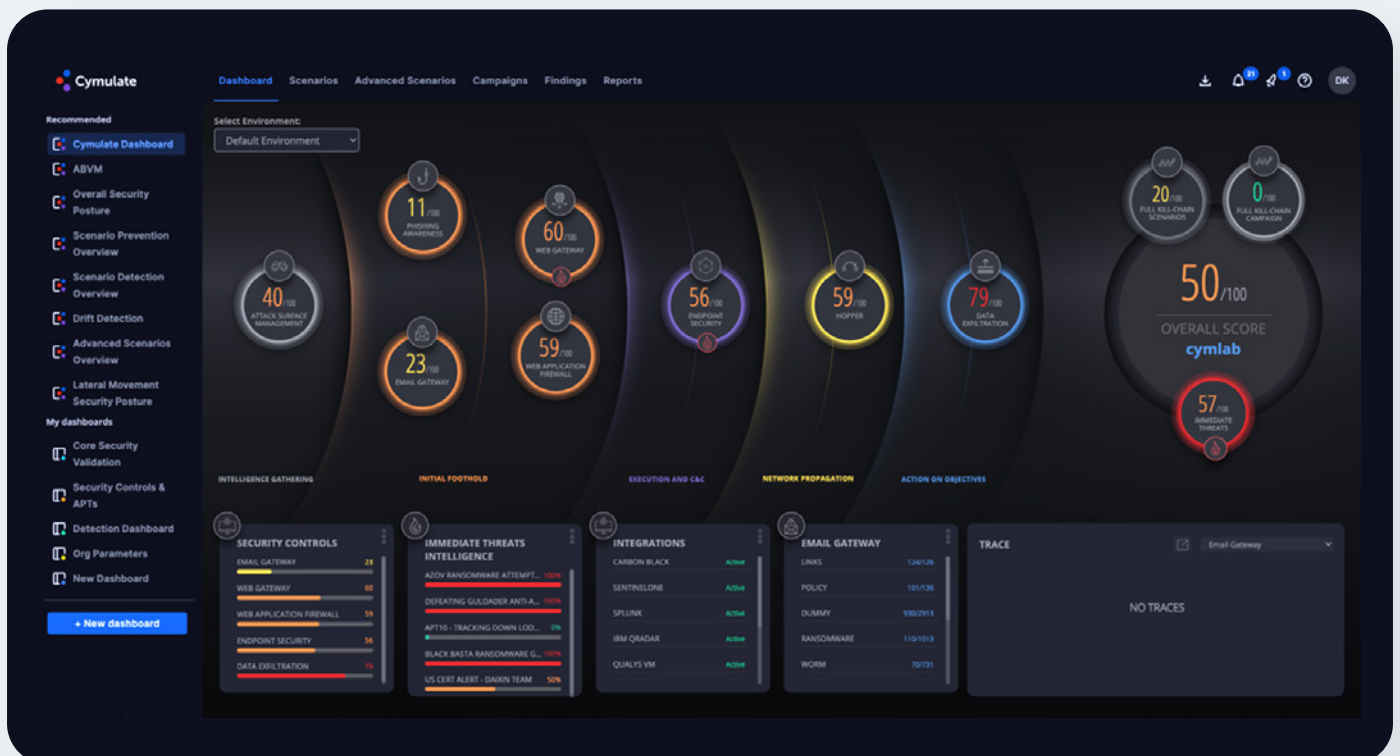 Cymulate
Dashboard Scenarios Advanced Scenarios Campaigns Findings Reports
21 1 DK
Recommended
Cymulate Dashboard
ABVM
Overall Security
Posture
Scenario Prevention
Overview
Scenario Detection
Overview
Drift Detection
Advanced Scenarios
Overview
Lateral Movement
Security Posture
My dashboards
Core Security
Validation
Security Controls &
APTs
Detection Dashboard
Org Parameters
New Dashboard
+ New dashboard
Select Environment:
Default Environment
40/100
ATTACK SURFACE
MANAGEMENT
11/100
PHISHING
AWARENESS
23/100
EMAIL GATEWAY
60/100
WEB GATEWAY
59/100
WEB APPLICATION
FIREWALL
56/100
ENDPOINT
SECURITY
59/100
HOPPER
79/100
DATA
EXFILTRATION
20/100
FULL KILL-CHAIN
SCENARIOS
0/100
FULL KILL-CHAIN
CAMPAIGN
50/100
OVERALL SCORE
cymlab
57/100
IMMEDIATE
THREATS
INTELLIGENCE GATHERING
INITIAL FOOTHOLD
EXECUTION AND C&C
NETWORK PROPAGATION
ACTION ON OBJECTIVES
SECURITY CONTROLS
EMAIL GATEWAY 23
WEB GATEWAY 60
WEB APPLICATION FIREWALL 59
ENDPOINT SECURITY 56
DATA EXFILTRATION 79
IMMEDIATE THREATS
INTELLIGENCE
AZOV RANSOMWARE ATTEMPT... 100%
DEFEATING GULOADER ANTI-A... 100%
APT10 - TRACKING DOWN LOD... 0%
BLACK BASTA RANSOMWARE G... 100%
US CERT ALERT - DAIXIN TEAM 50%
INTEGRATIONS
CARBON BLACK Active
SENTINELONE Active
SPLUNK Active
IBM QRADAR Active
QUALYS VM Active
EMAIL GATEWAY
LINKS 124/126
POLICY 101/136
DUMMY 930/2913
RANSOMWARE 110/1013
WORM 70/731
TRACE
Email Gateway
NO TRACES